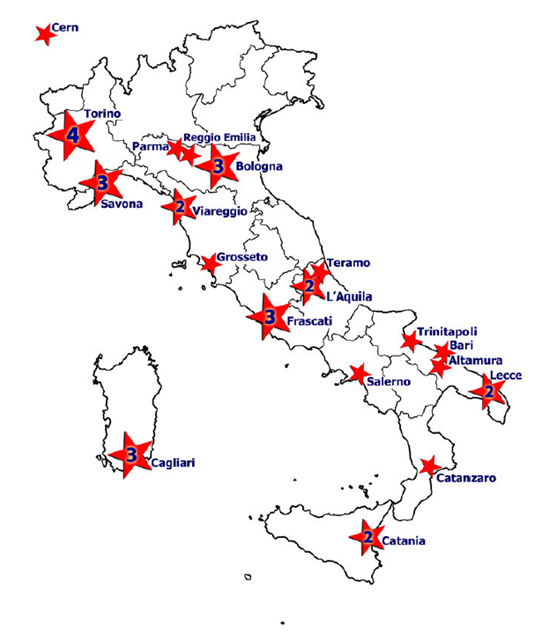 Cern
Torino
4
Reggio Emilia
Parma
3
Bologna
3
Savona
2
Viareggio
Grosseto
Teramo
2
L'Aquila
3
Frascati
Trinitapoli
Bari
Altamura
Lecce
2
Salerno
3
Cagliari
Catanzaro
2
Catania